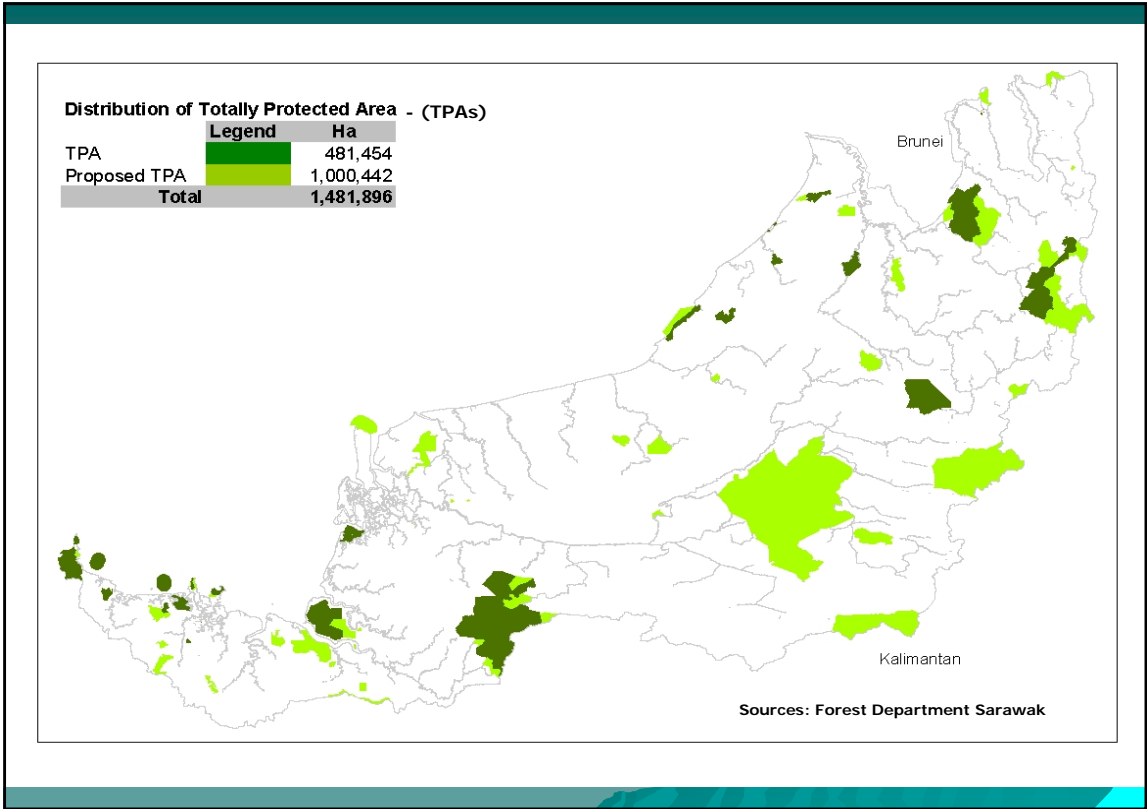 Distribution of Totally Protected Area - (TPAs)
Legend Ha
TPA 481,454
Proposed TPA 1,000,442
Total 1,481,896
Brunei
Kalimantan
Sources: Forest Department Sarawak